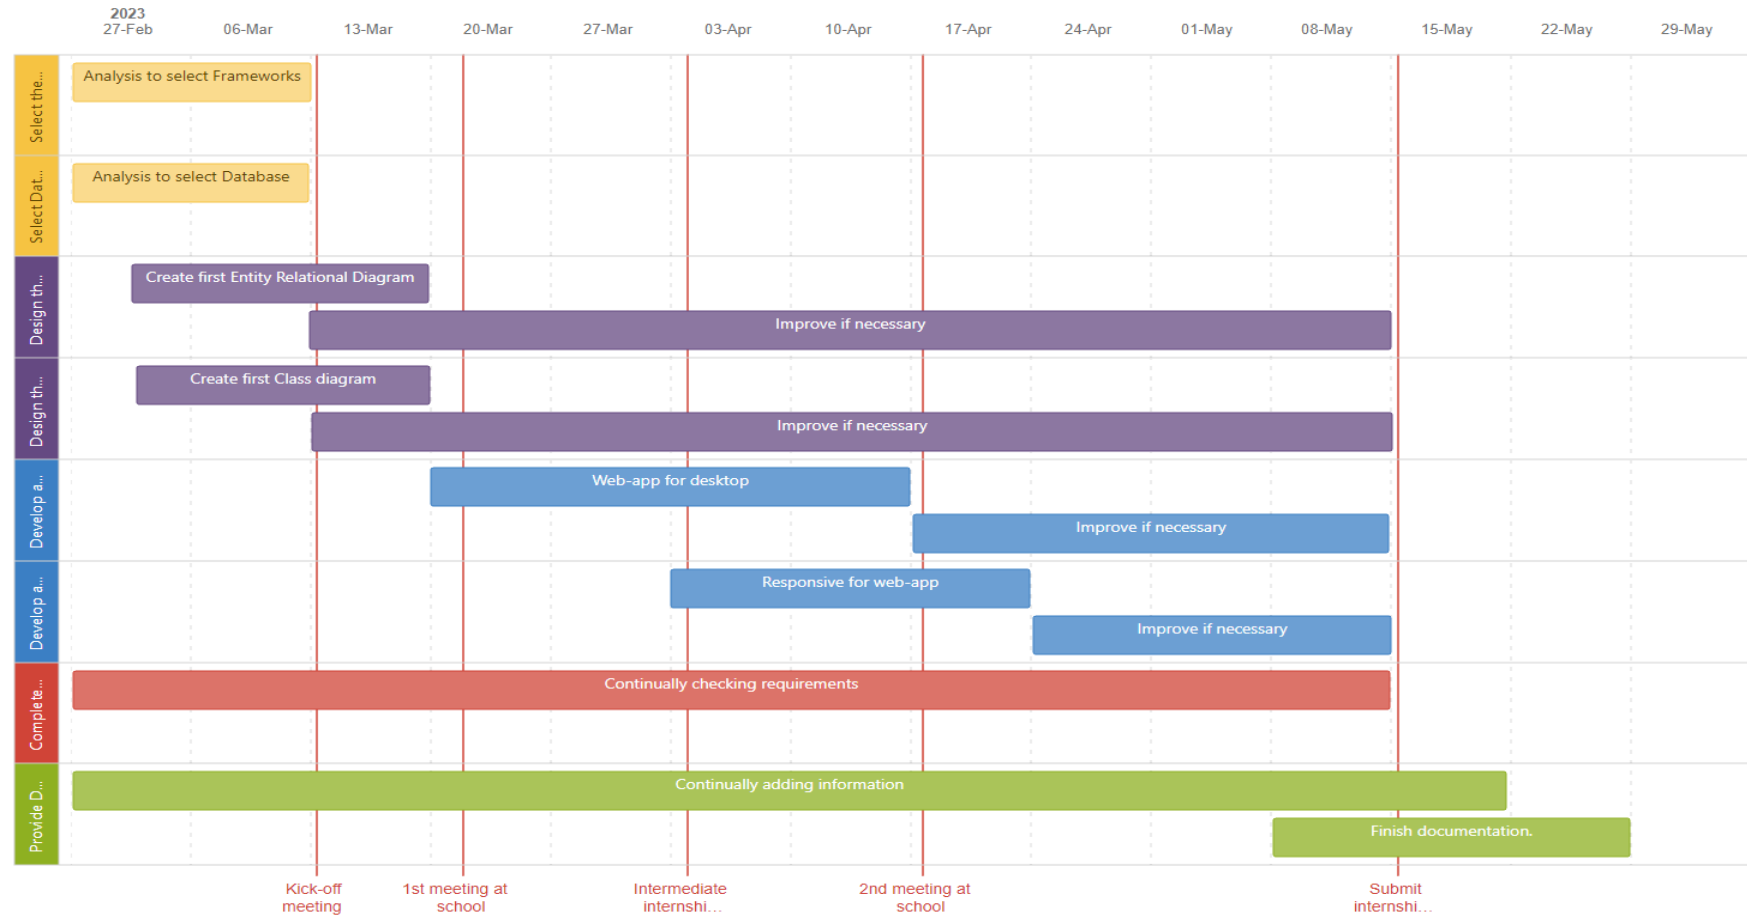 2023
27-Feb 06-Mar 13-Mar 20-Mar 27-Mar 03-Apr 10-Apr 17-Apr 24-Apr 01-May 08-May 15-May 22-May 29-May
Select the...
Analysis to select Frameworks
Select Dat...
Analysis to select Database
Design th...
Create first Entity Relational Diagram
Improve if necessary
Design th...
Create first Class diagram
Improve if necessary
Develop a...
Web-app for desktop
Improve if necessary
Develop a...
Responsive for web-app
Improve if necessary
Complete...
Continually checking requirements
Provide D...
Continually adding information
Finish documentation.
Kick-off
meeting
1st meeting at
school
Intermediate
internshi...
2nd meeting at
school
Submit
internshi...